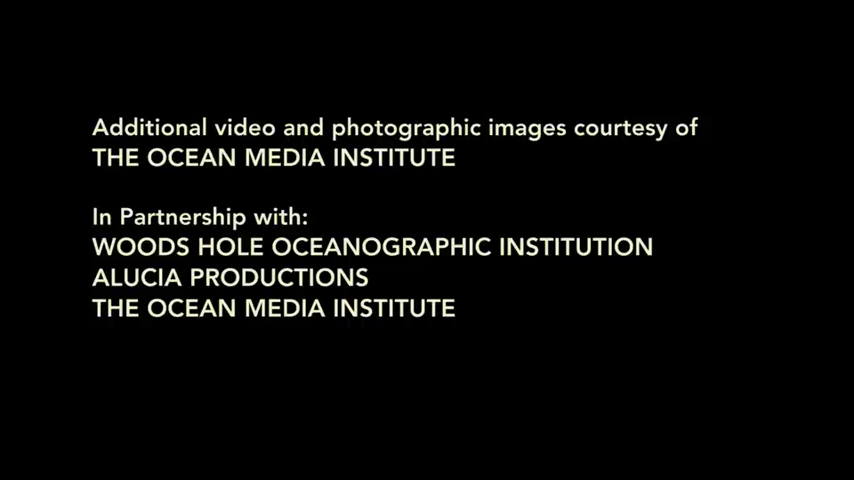 Additional video and photographic images courtesy of
THE OCEAN MEDIA INSTITUTE
In Partnership with:
WOODS HOLE OCEANOGRAPHIC INSTITUTION
ALUCIA PRODUCTIONS
THE OCEAN MEDIA INSTITUTE